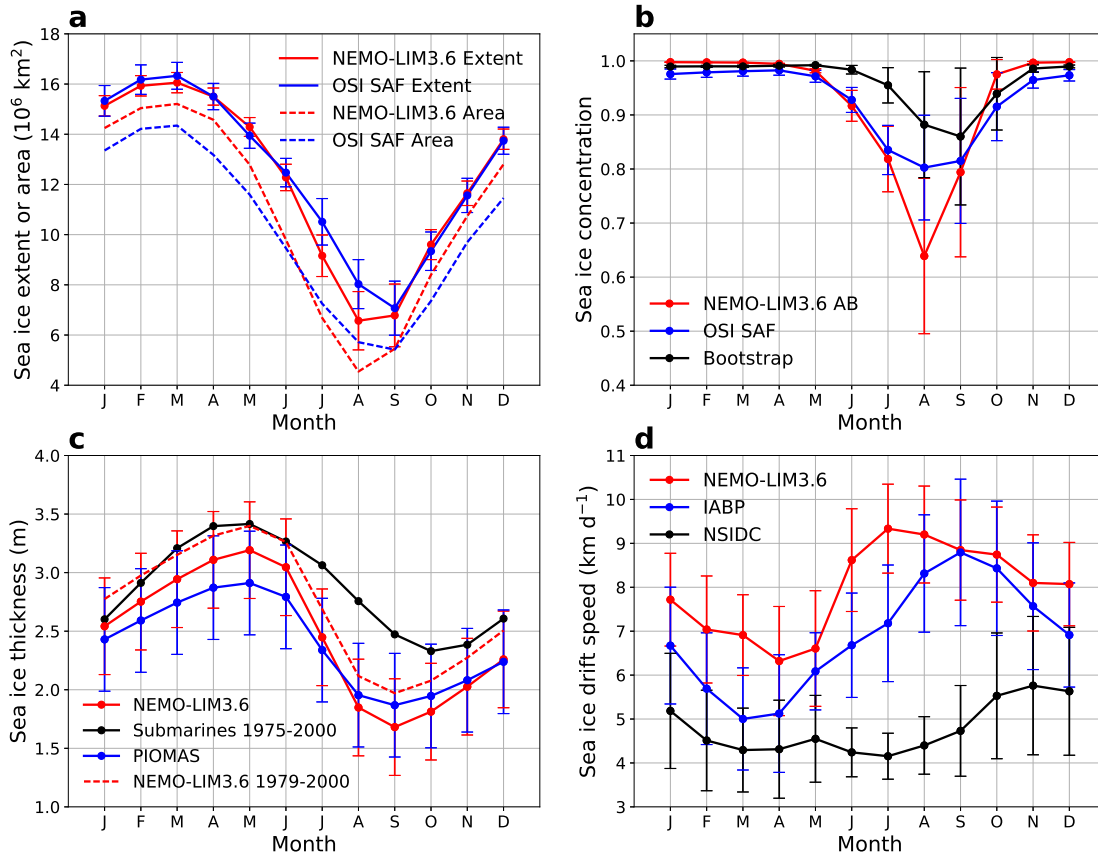 a
Sea ice extent or area (10⁶ km²)
18
16
14
12
10
8
6
4
NEMO-LIM3.6 Extent
OSI SAF Extent
NEMO-LIM3.6 Area
OSI SAF Area
J F M A M J J A S O N D
Month
b
Sea ice concentration
1.0
0.9
0.8
0.7
0.6
0.5
0.4
NEMO-LIM3.6 AB
OSI SAF
Bootstrap
J F M A M J J A S O N D
Month
c
Sea ice thickness (m)
4.0
3.5
3.0
2.5
2.0
1.5
1.0
NEMO-LIM3.6
Submarines 1975-2000
PIOMAS
NEMO-LIM3.6 1979-2000
J F M A M J J A S O N D
Month
d
Sea ice drift speed (km d⁻¹)
11
10
9
8
7
6
5
4
3
NEMO-LIM3.6
IABP
NSIDC
J F M A M J J A S O N D
Month